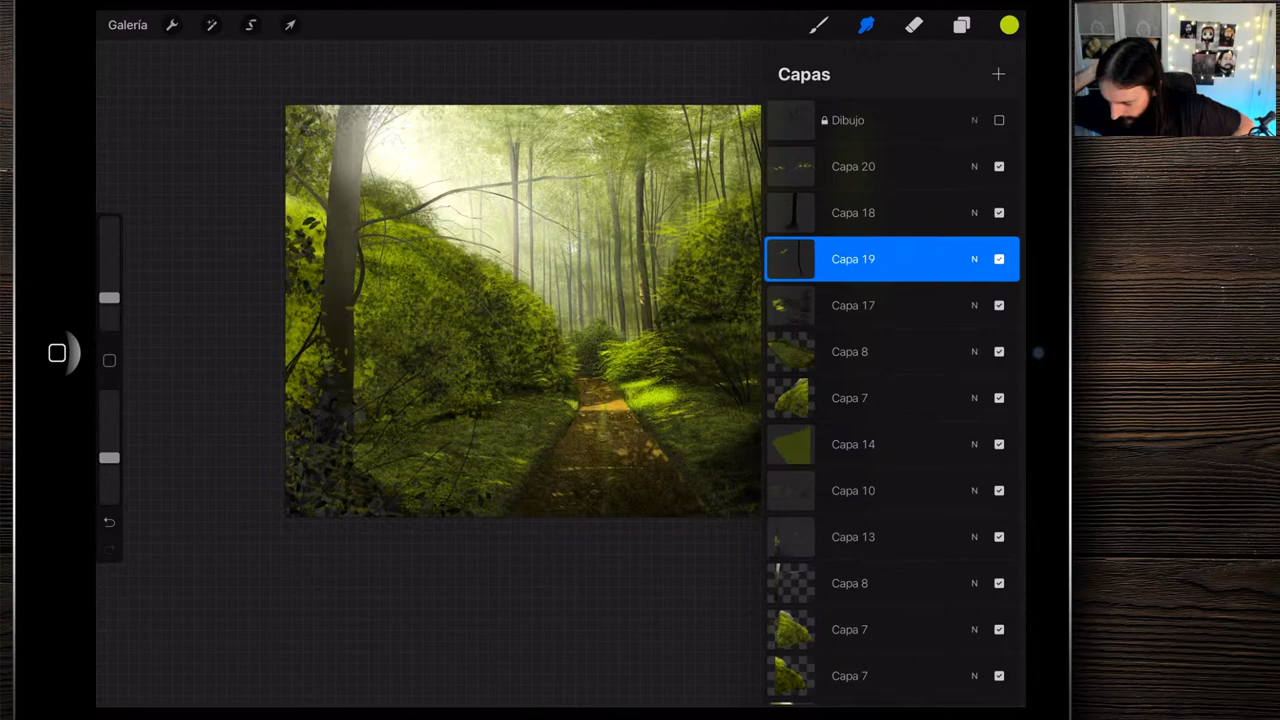 Galería
Capas
Dibujo N
Capa 20 N
Capa 18 N
Capa 19 N
Capa 17 N
Capa 8 N
Capa 7 N
Capa 14 N
Capa 10 N
Capa 13 N
Capa 8 N
Capa 7 N
Capa 7 N